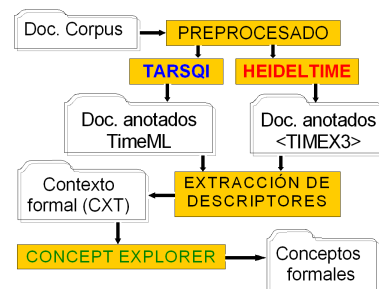 Doc. Corpus
PREPROCESADO
TARSQI
HEIDELTIME
Doc. anotados
TimeML
Doc. anotados
<TIMEX3>
Contexto
formal (CXT)
EXTRACCIÓN DE
DESCRIPTORES
CONCEPT EXPLORER
Conceptos
formales